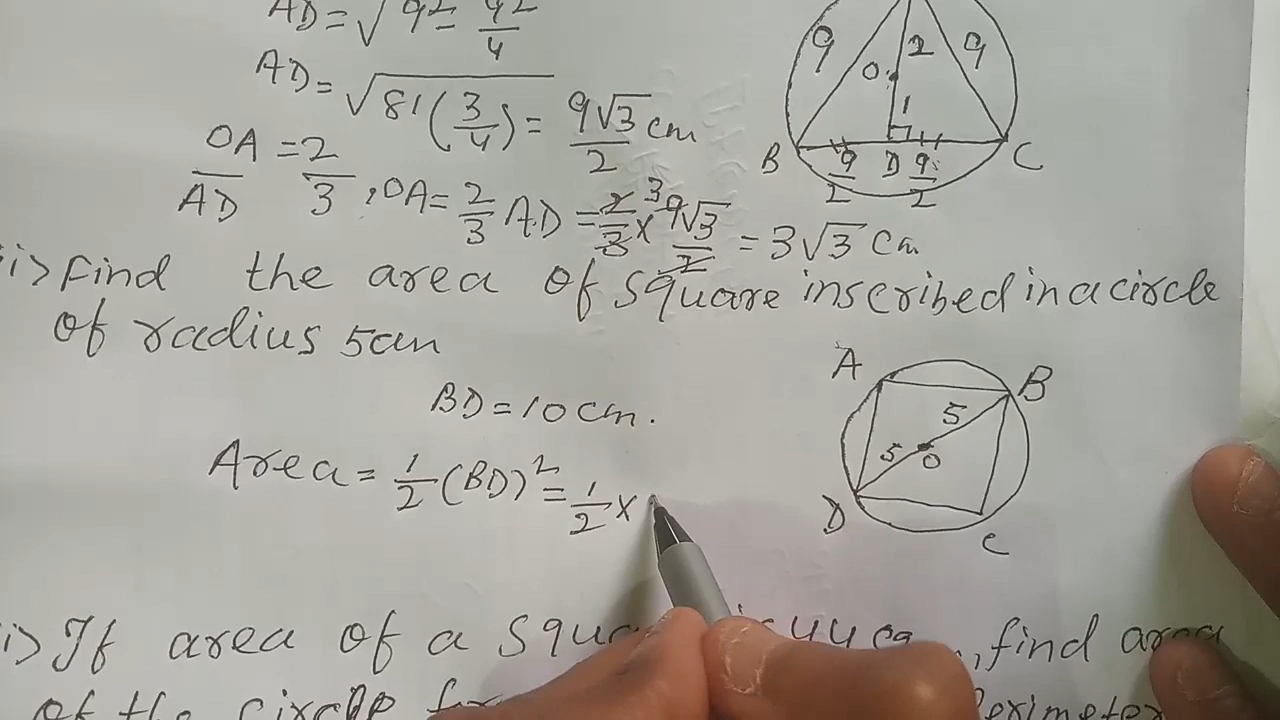 AD = √9² - 9²/4
AD = √81(3/4) = 9√3/2 cm
OA/AD = 2/3, OA = 2/3 AD = 2/3 × 9√3/2 = 3√3 cm
9 2 9
O 1
B 9/2 D 9/2 C
i> Find the area of square inscribed in a circle
of radius 5cm
BD = 10 cm.
Area = 1/2 (BD)² = 1/2 ×
A B
5
5 O
D C
i> If area of a find area
of the circle Perimeter